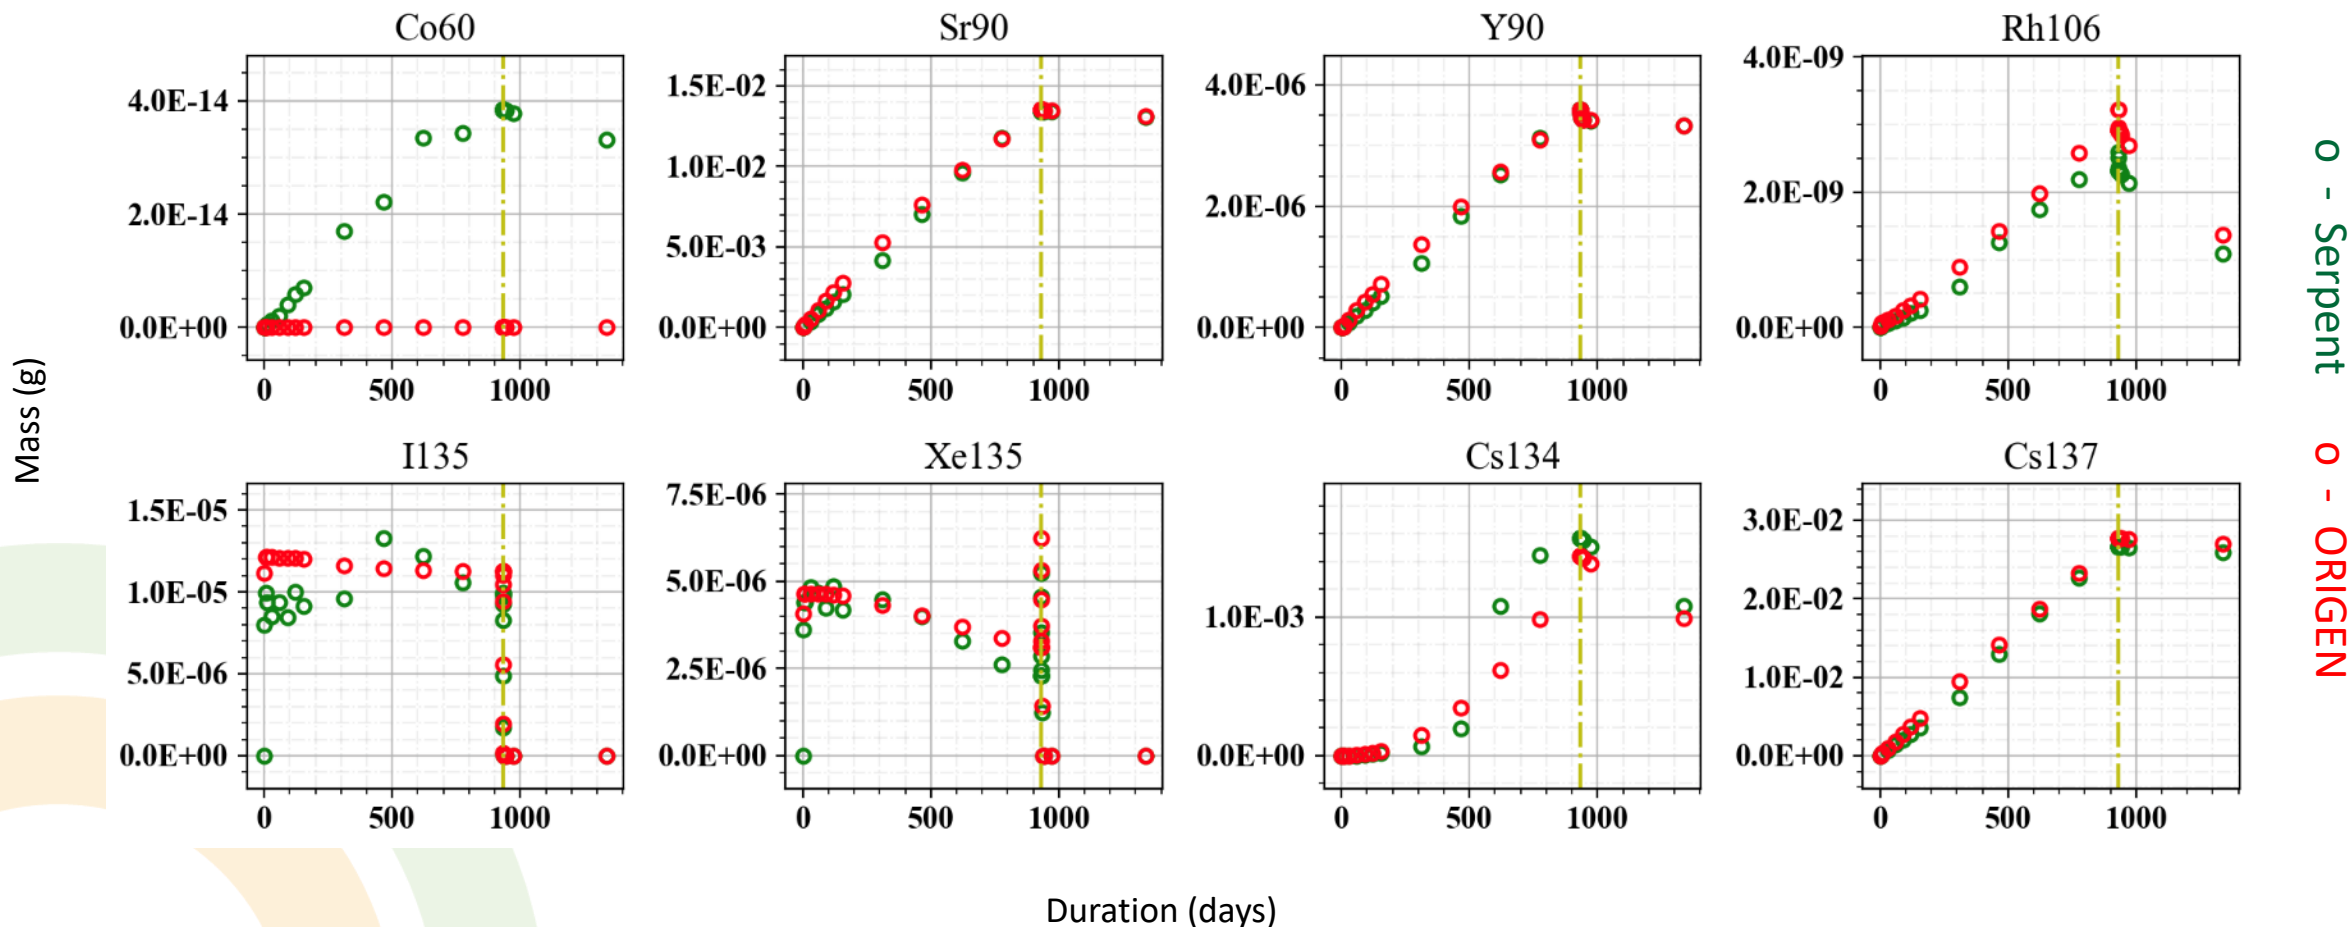 Co60
Sr90
Y90
Rh106
4.0E-14
2.0E-14
0.0E+00
0 500 1000
1.5E-02
1.0E-02
5.0E-03
0.0E+00
0 500 1000
4.0E-06
2.0E-06
0.0E+00
0 500 1000
4.0E-09
2.0E-09
0.0E+00
0 500 1000
I135
Xe135
Cs134
Cs137
1.5E-05
1.0E-05
5.0E-06
0.0E+00
0 500 1000
7.5E-06
5.0E-06
2.5E-06
0.0E+00
0 500 1000
1.0E-03
0.0E+00
0 500 1000
3.0E-02
2.0E-02
1.0E-02
0.0E+00
0 500 1000
Mass (g)
Duration (days)
o - Serpent o - ORIGEN